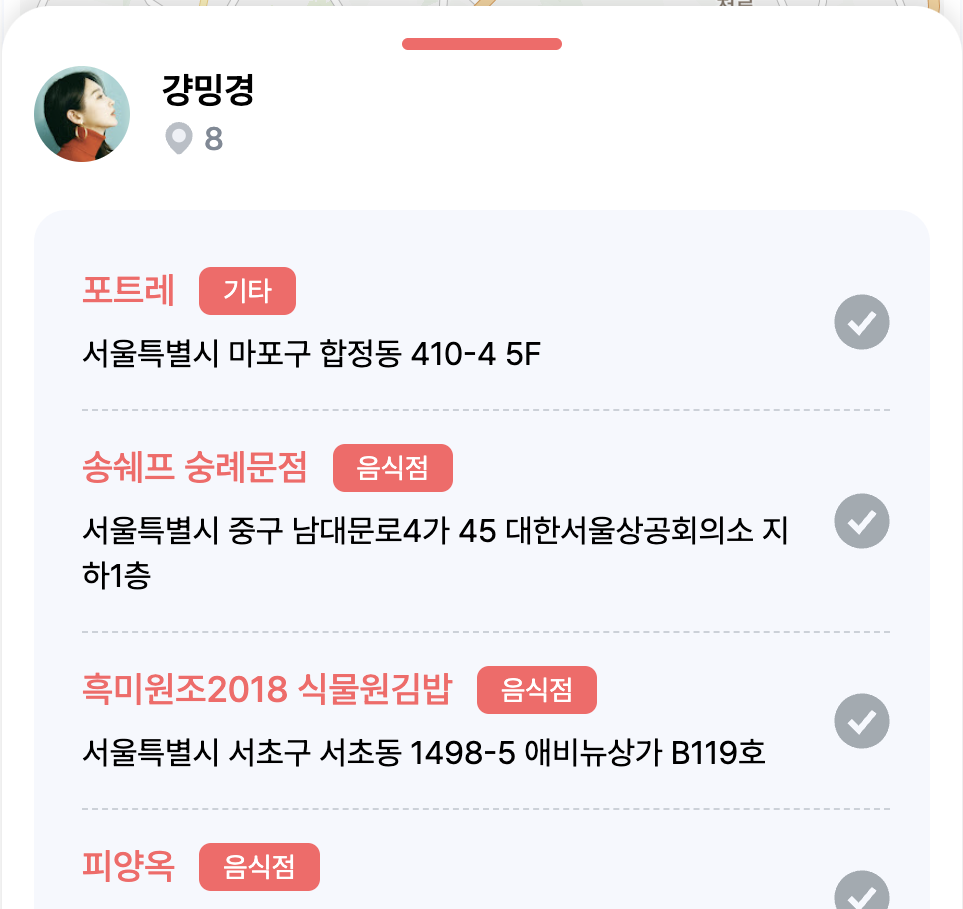 걍밍경
8
포트레 기타
서울특별시 마포구 합정동 410-4 5F
송쉐프 숭례문점 음식점
서울특별시 중구 남대문로4가 45 대한서울상공회의소 지
하1층
흑미원조2018 식물원김밥 음식점
서울특별시 서초구 서초동 1498-5 애비뉴상가 B119호
피양옥 음식점